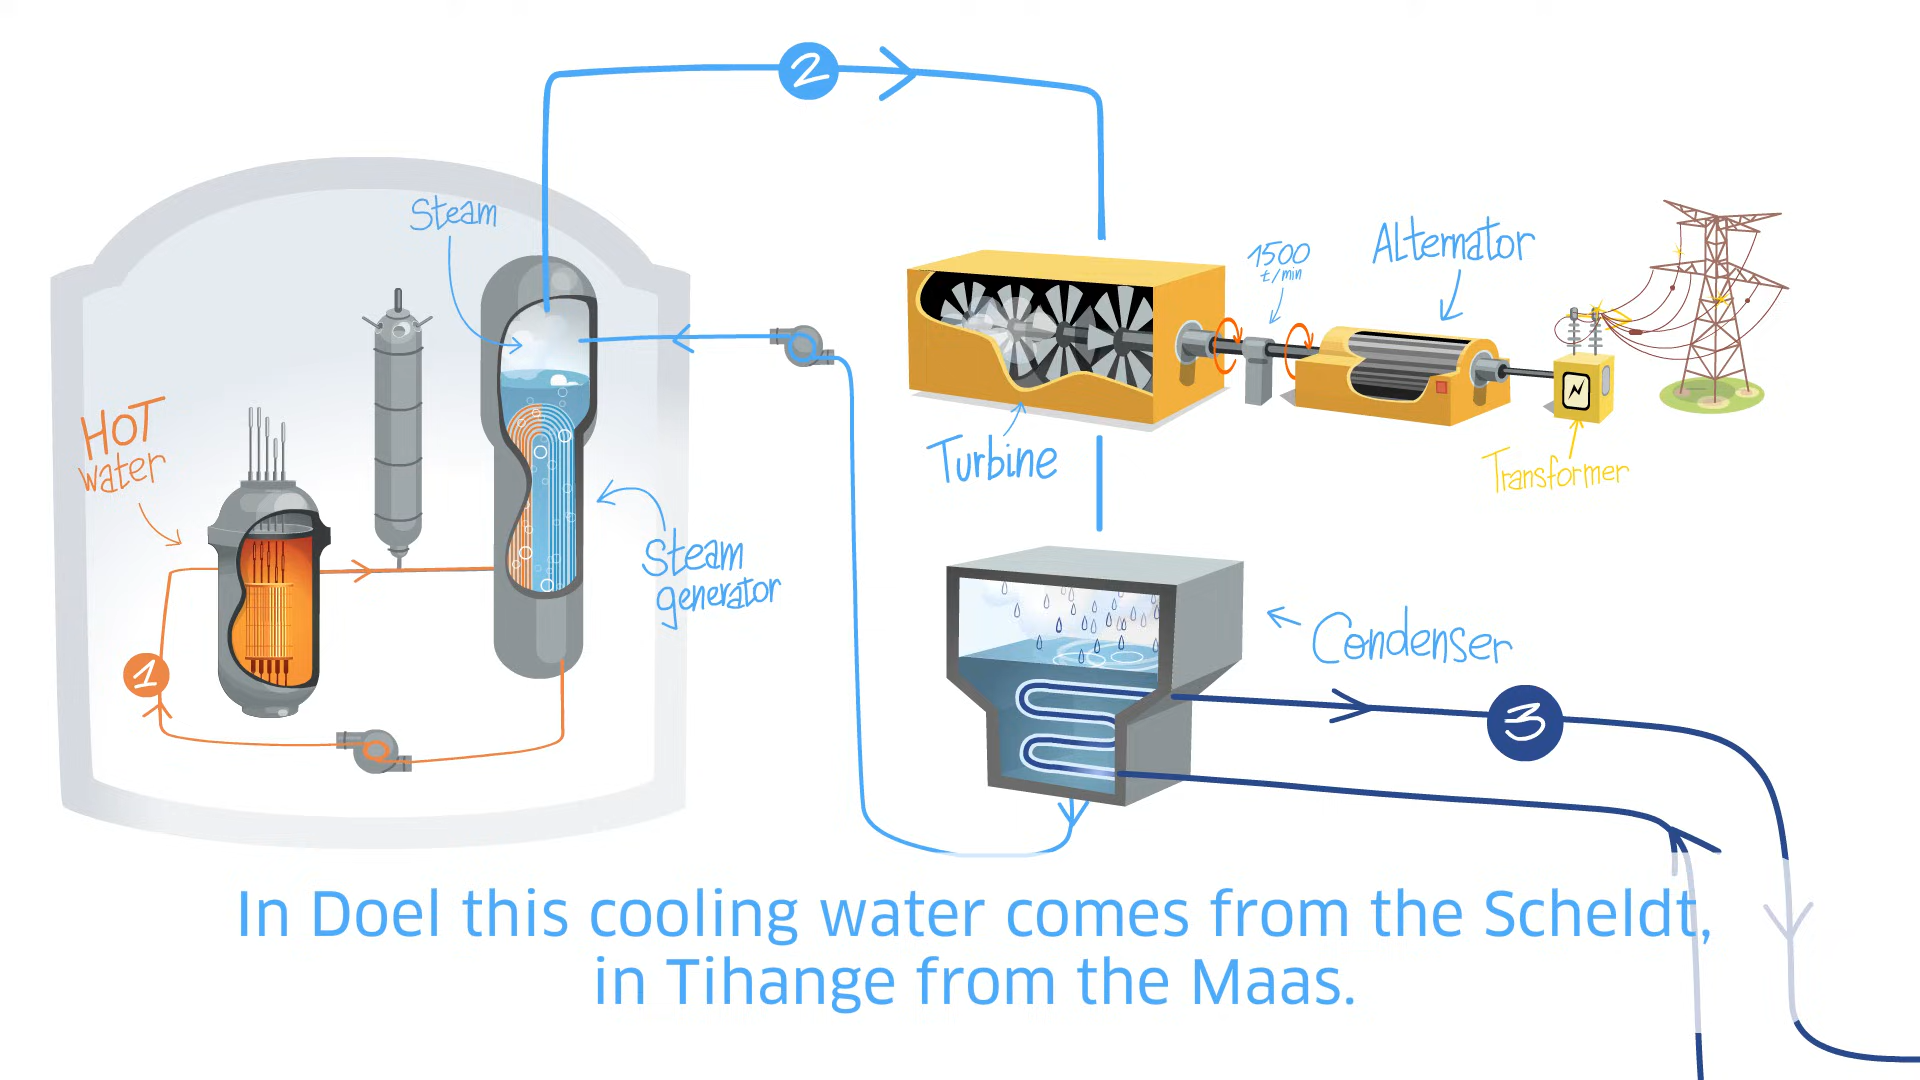 2
Steam
1500
t/min
Alternator
HOT
water
Turbine
Transformer
Steam
generator
Condenser
1
3
In Doel this cooling water comes from the Scheldt,
in Tihange from the Maas.